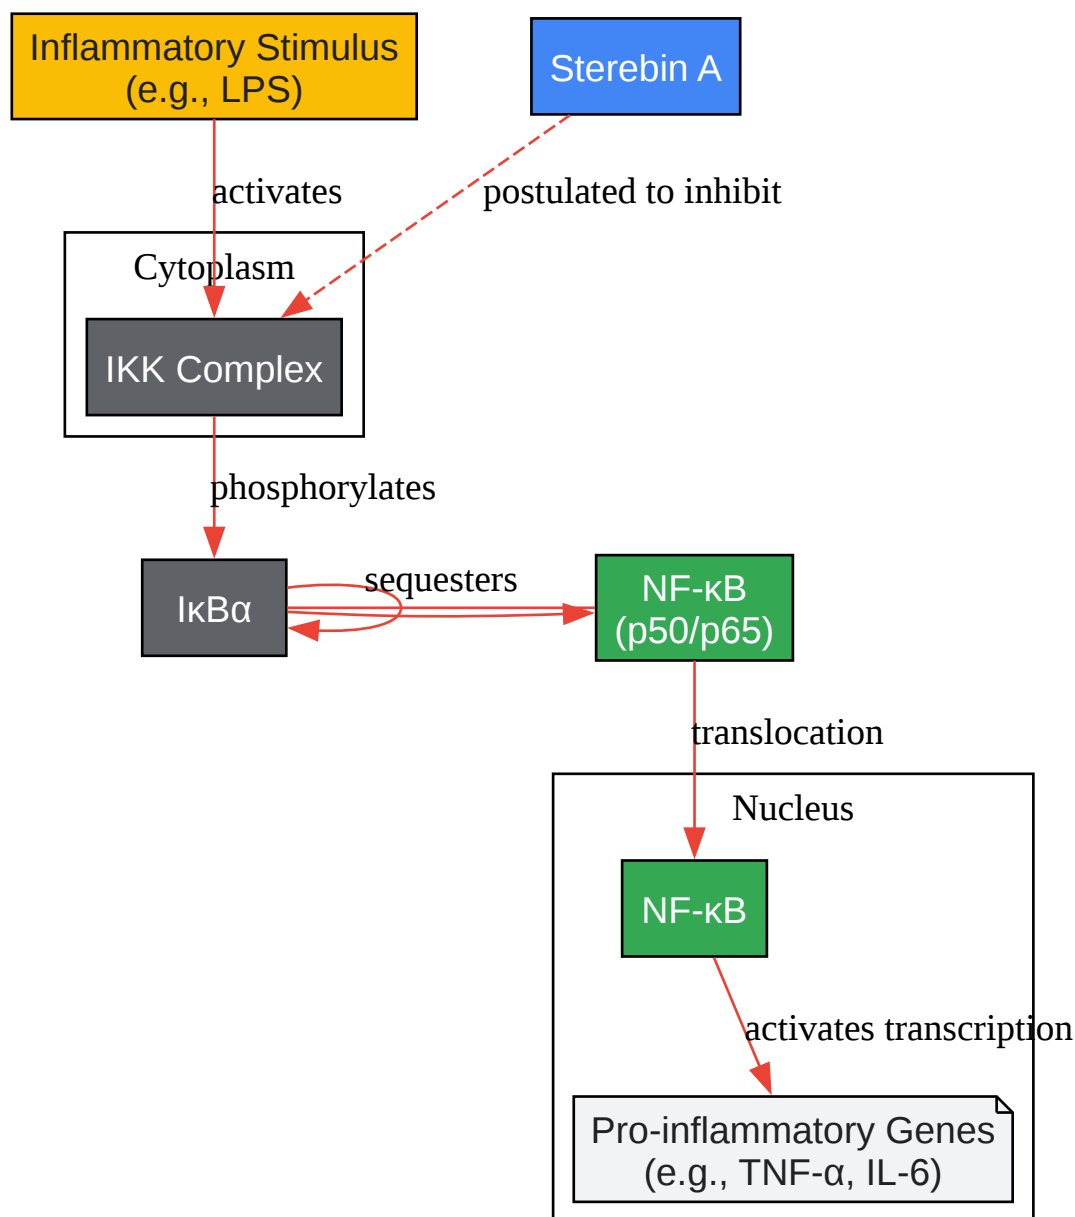 Inflammatory Stimulus
(e.g., LPS)
Sterebin A
activates
postulated to inhibit
Cytoplasm
IKK Complex
phosphorylates
IκBα
sequesters
NF-κB
(p50/p65)
translocation
Nucleus
NF-κB
activates transcription
Pro-inflammatory Genes
(e.g., TNF-α, IL-6)